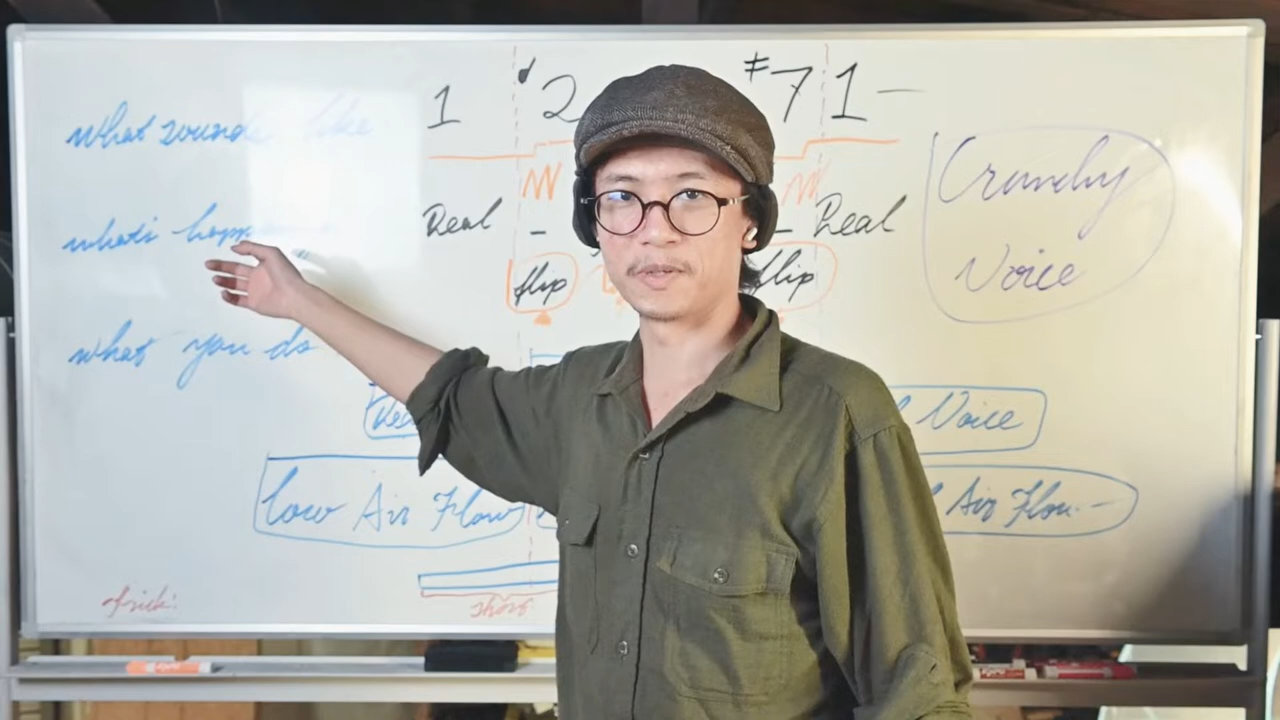 1 2 #7 1 —
what sounds like
Crunchy
Voice
Real - - Real
what's happ
flip flip
what you do
Voice
Low Air Flow Air Flow -
trick!